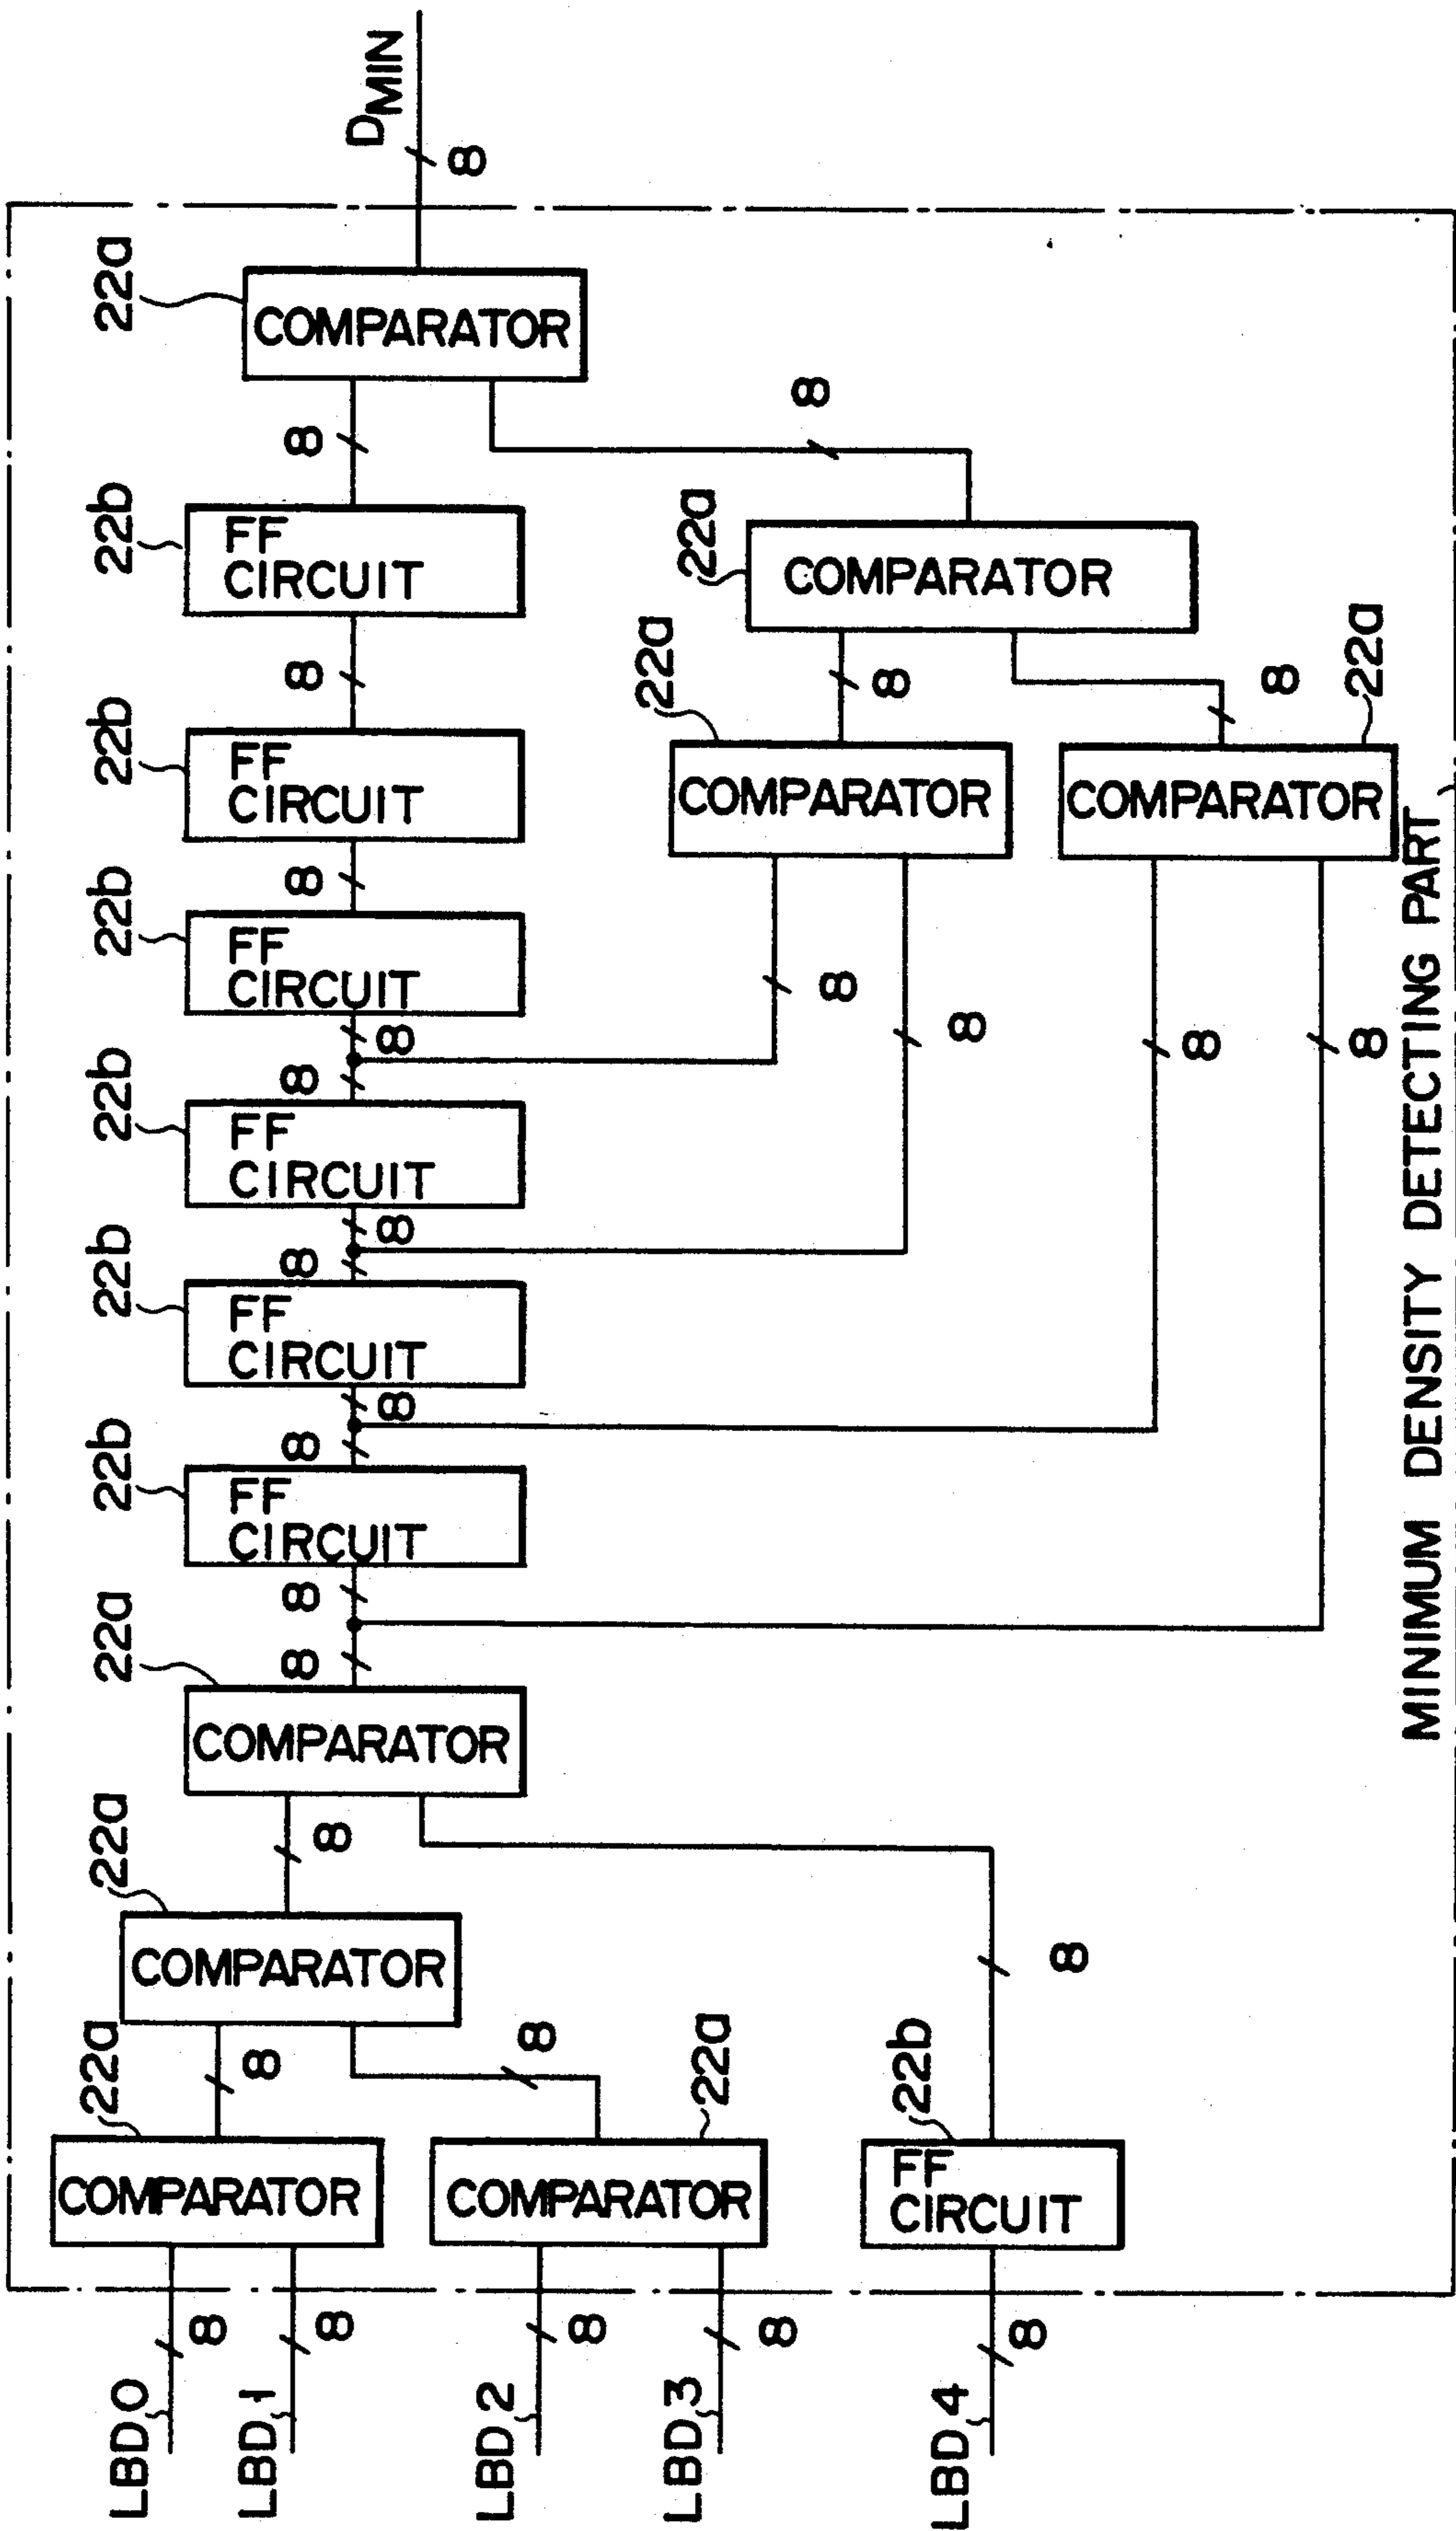 LBD0
8
LBD1
8
LBD2
8
LBD3
8
LBD4
8
22a
COMPARATOR
8
COMPARATOR
22a
8
22b
FF
CIRCUIT
8
22a
COMPARATOR
8
22a
COMPARATOR
8
8
22b
FF
CIRCUIT
8
8
22b
FF
CIRCUIT
8
8
22b
FF
CIRCUIT
8
8
22b
FF
CIRCUIT
8
22b
FF
CIRCUIT
8
22b
FF
CIRCUIT
8
8
8
8
8
22a
COMPARATOR
8
COMPARATOR
22a
8
22a
COMPARATOR
8
22a
COMPARATOR
DMIN
8
MINIMUM DENSITY DETECTING PART